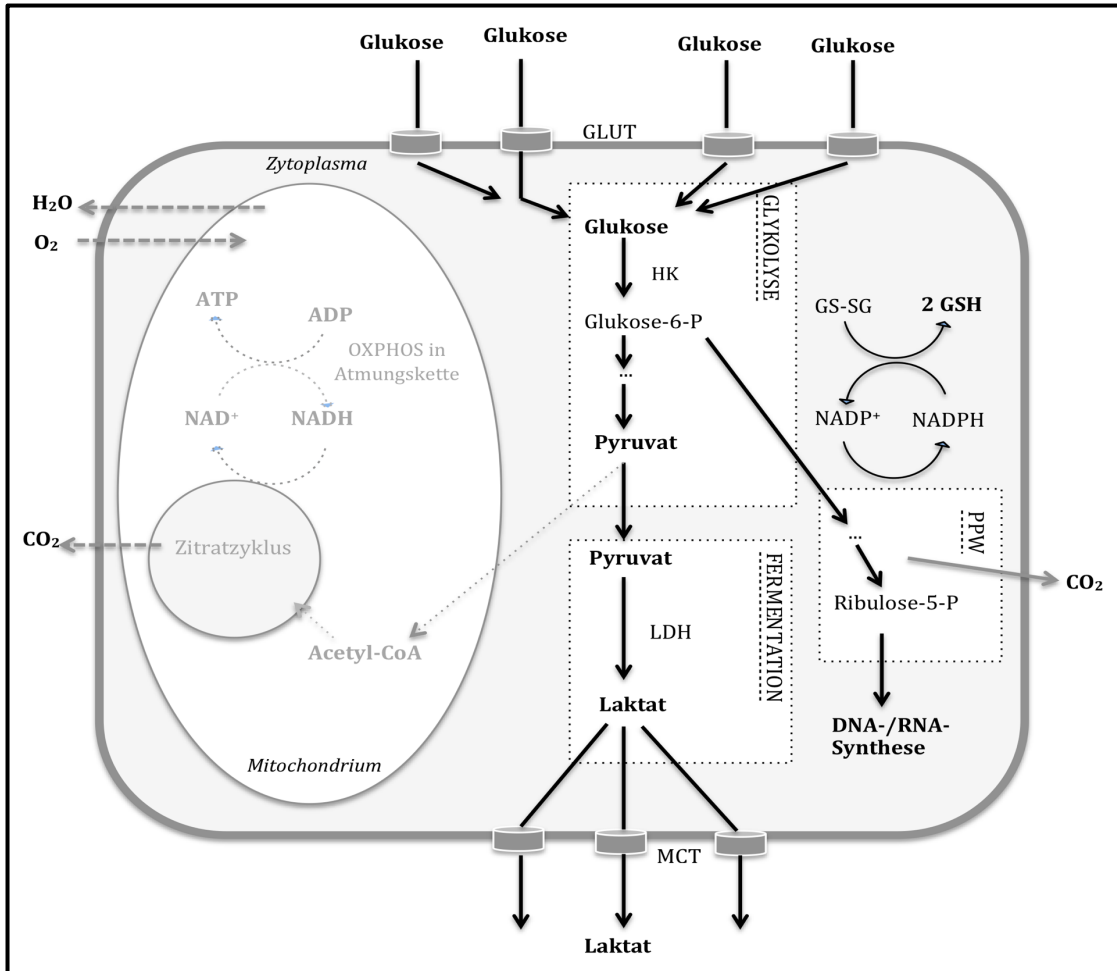 Glukose
Glukose
Glukose
Glukose
GLUT
Zytoplasma
H₂O
O₂
ATP
ADP
OXPHOS in
Atmungskette
NAD⁺
NADH
CO₂
Zitratzyklus
Acetyl-CoA
Mitochondrium
GLYKOLYSE
Glukose
HK
Glukose-6-P
...
Pyruvat
FERMENTATION
Pyruvat
LDH
Laktat
GS-SG
2 GSH
NADP⁺
NADPH
PPW
...
CO₂
Ribulose-5-P
DNA-/RNA-
Synthese
MCT
Laktat